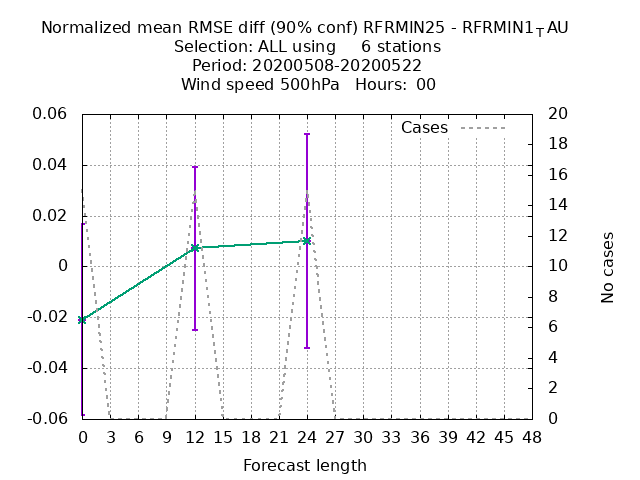 Normalized mean RMSE diff (90% conf) RFRMIN25 - RFRMIN1TAU
Selection: ALL using 6 stations
Period: 20200508-20200522
Wind speed 500hPa Hours: 00
Cases
0.06
0.04
0.02
0
-0.02
-0.04
-0.06
20
18
16
14
12
10
8
6
4
2
0
No cases
0 3 6 9 12 15 18 21 24 27 30 33 36 39 42 45 48
Forecast length